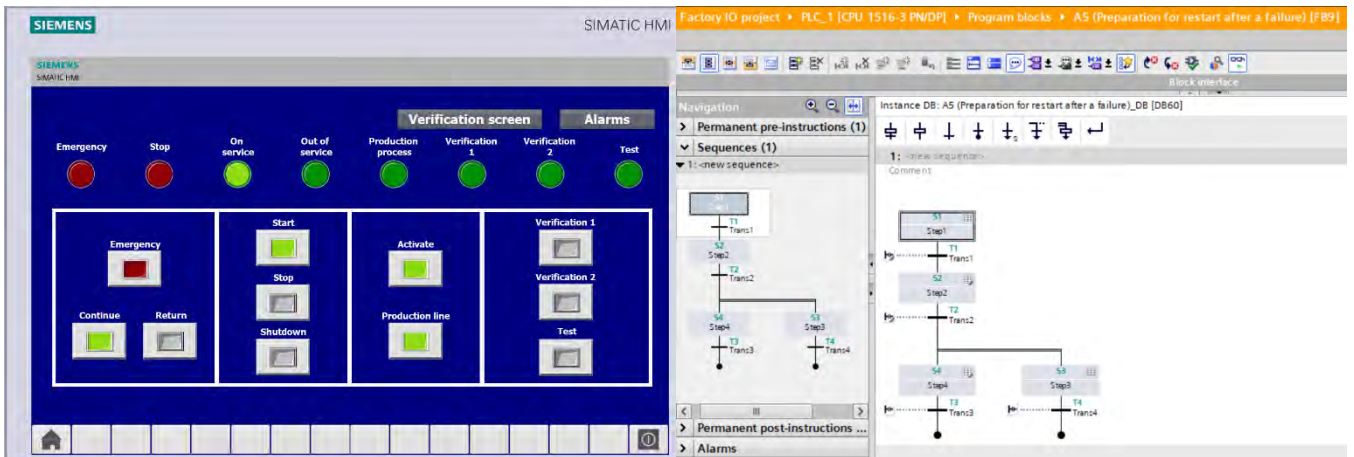 SIEMENS
SIMATIC HMI
SIEMENS
SIMATIC HMI
Verification screen
Alarms
Emergency
Stop
On service
Out of service
Production process
Verification 1
Verification 2
Test
Emergency
Continue
Return
Start
Stop
Shutdown
Activate
Production line
Verification 1
Verification 2
Test
Factory IO project ▸ PLC_1 [CPU 1516-3 PN/DP] ▸ Program blocks ▸ A5 (Preparation for restart after a failure) [FB9]
Block interface
Navigation
Permanent pre-instructions (1)
Sequences (1)
1: <new sequence>
S1
Step1
T1
Trans1
S2
Step2
T2
Trans2
S4
Step4
S3
Step3
T3
Trans3
T4
Trans4
Permanent post-instructions ...
Alarms
Instance DB: A5 (Preparation for restart after a failure)_DB [DB60]
1: <new sequence>
Comment
S1
Step1
T1
Trans1
S2
Step2
T2
Trans2
S4
Step4
S3
Step3
T3
Trans3
T4
Trans4